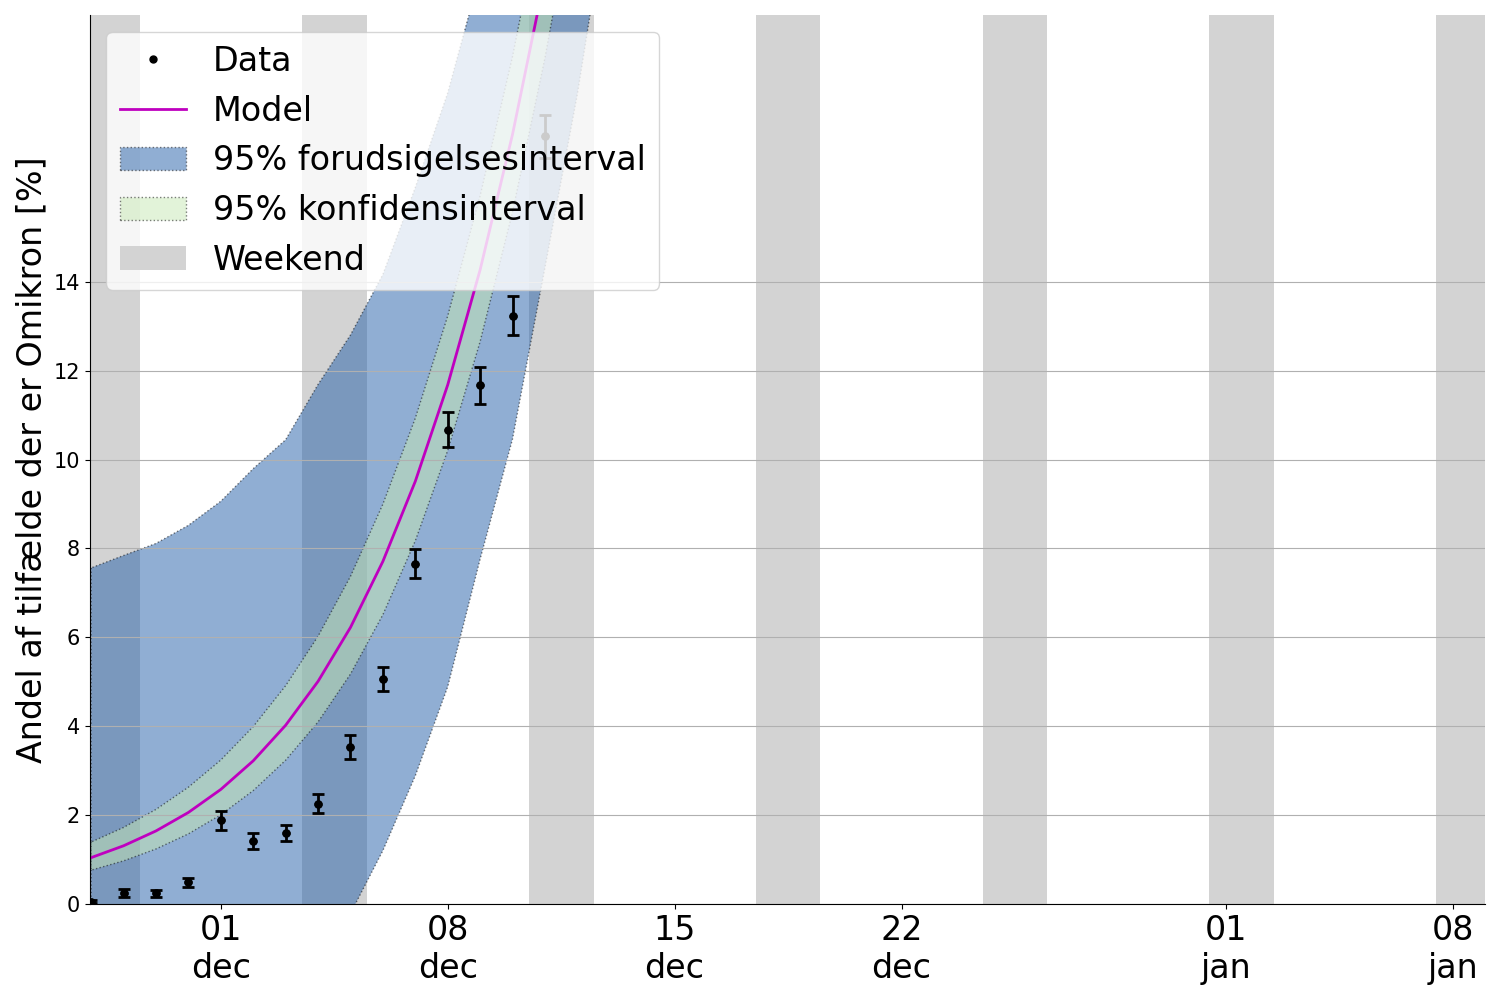 Data
Model
95% forudsigelsesinterval
95% konfidensinterval
Weekend
Andel af tilfælde der er Omikron [%]
14
12
10
8
6
4
2
0
01 08 15 22 01 08
dec dec dec dec jan jan